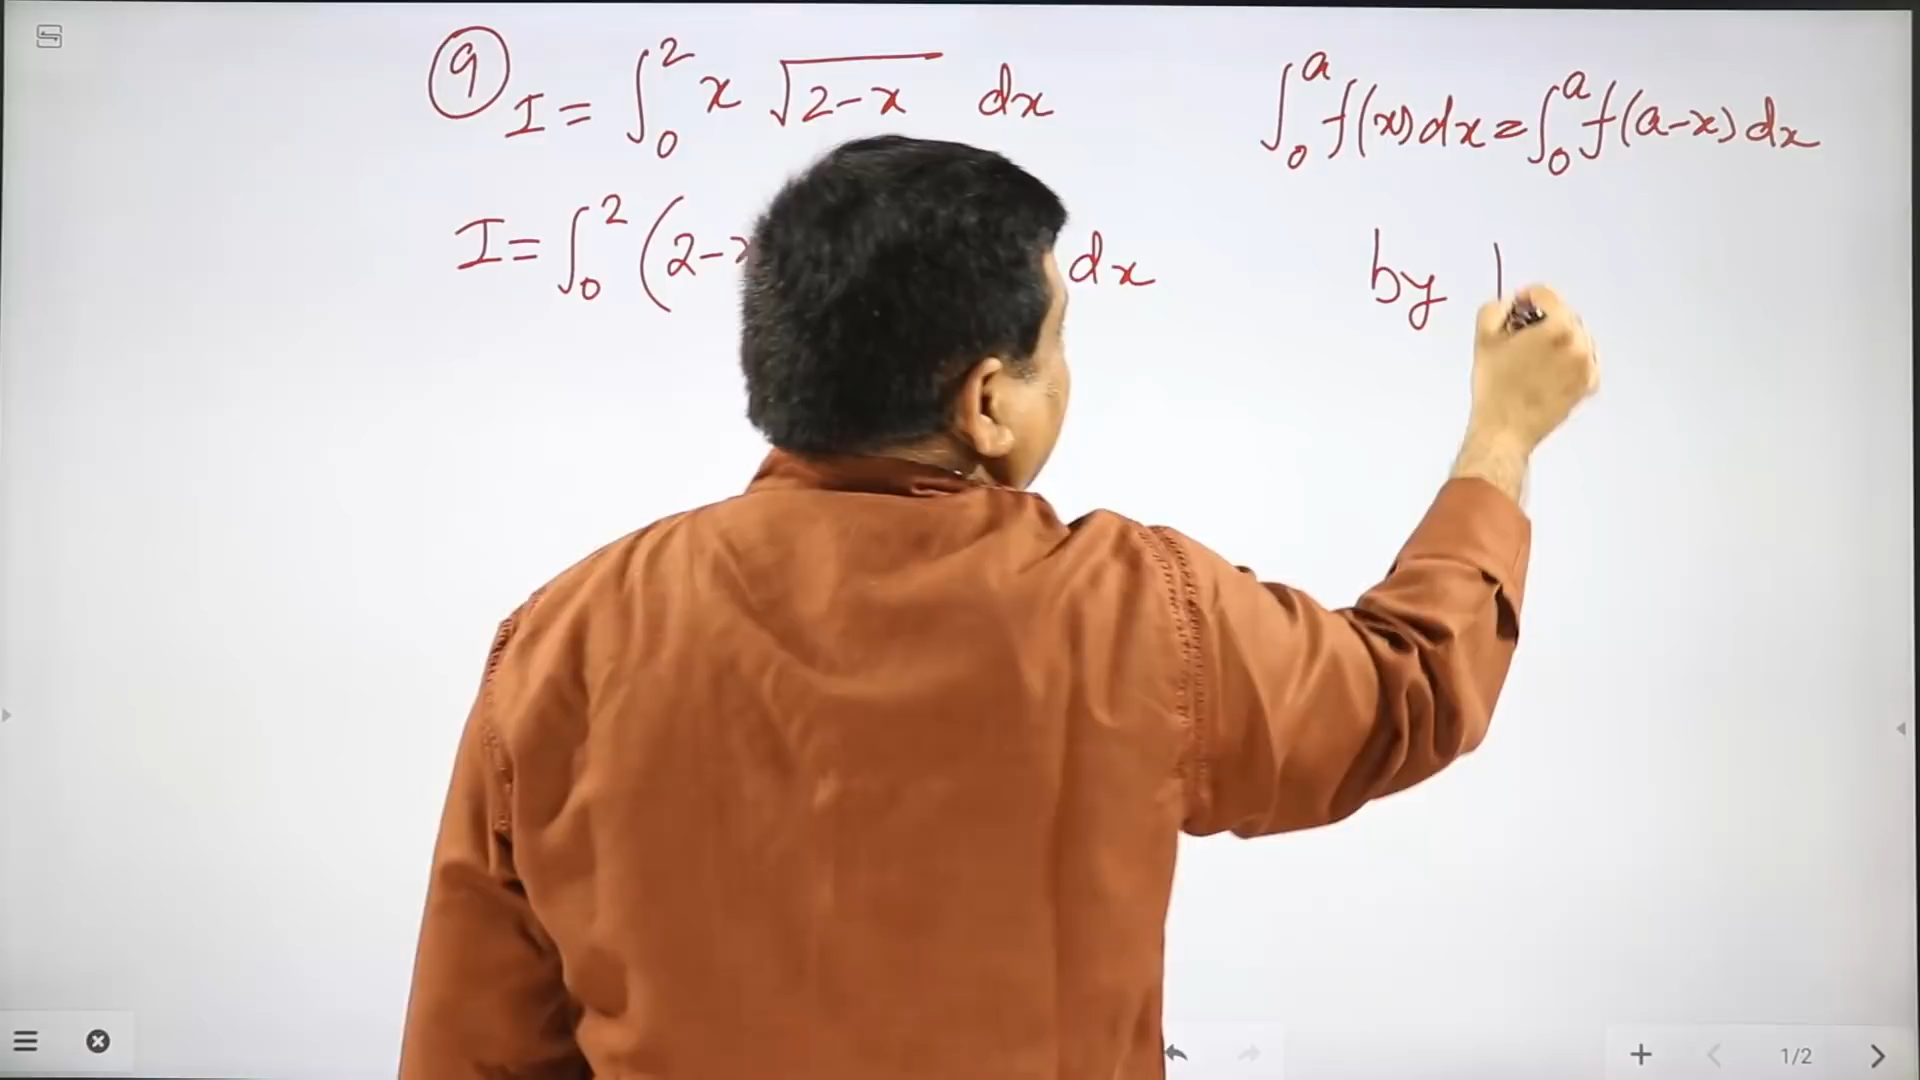 9 I = ∫₀² x √(2-x) dx
∫₀ᵃ f(x) dx = ∫₀ᵃ f(a-x) dx
I = ∫₀² (2-x dx
by
1/2